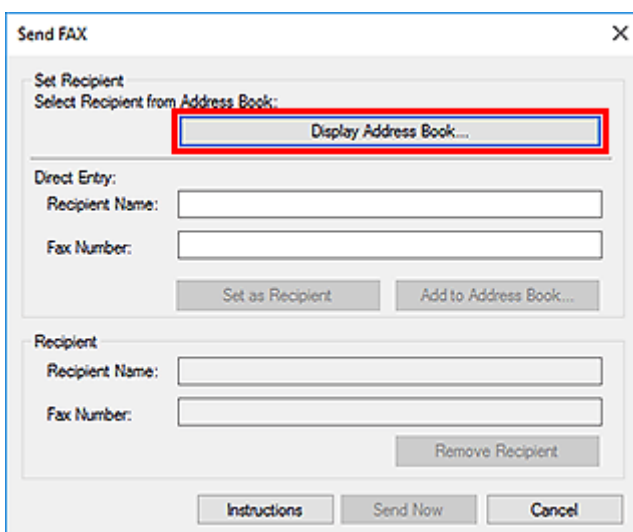 Send FAX
Set Recipient
Select Recipient from Address Book:
Display Address Book...
Direct Entry:
Recipient Name:
Fax Number:
Set as Recipient Add to Address Book...
Recipient
Recipient Name:
Fax Number:
Remove Recipient
Instructions Send Now Cancel